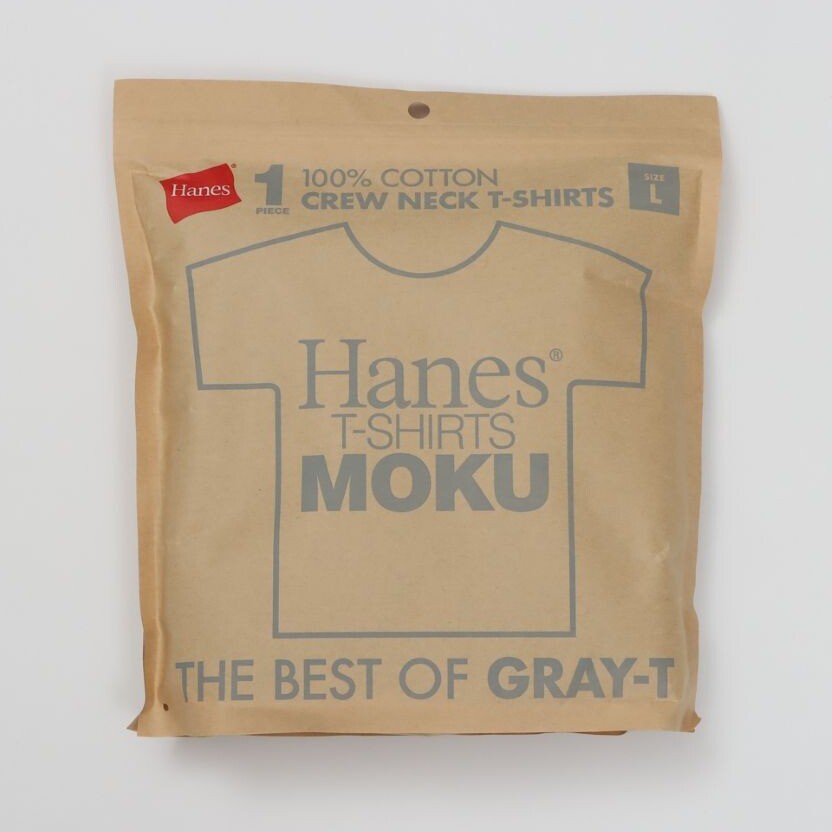 Hanes®
1
PIECE
100% COTTON
CREW NECK T-SHIRTS
SIZE
L
Hanes®
T-SHIRTS
MOKU
THE BEST OF GRAY-T